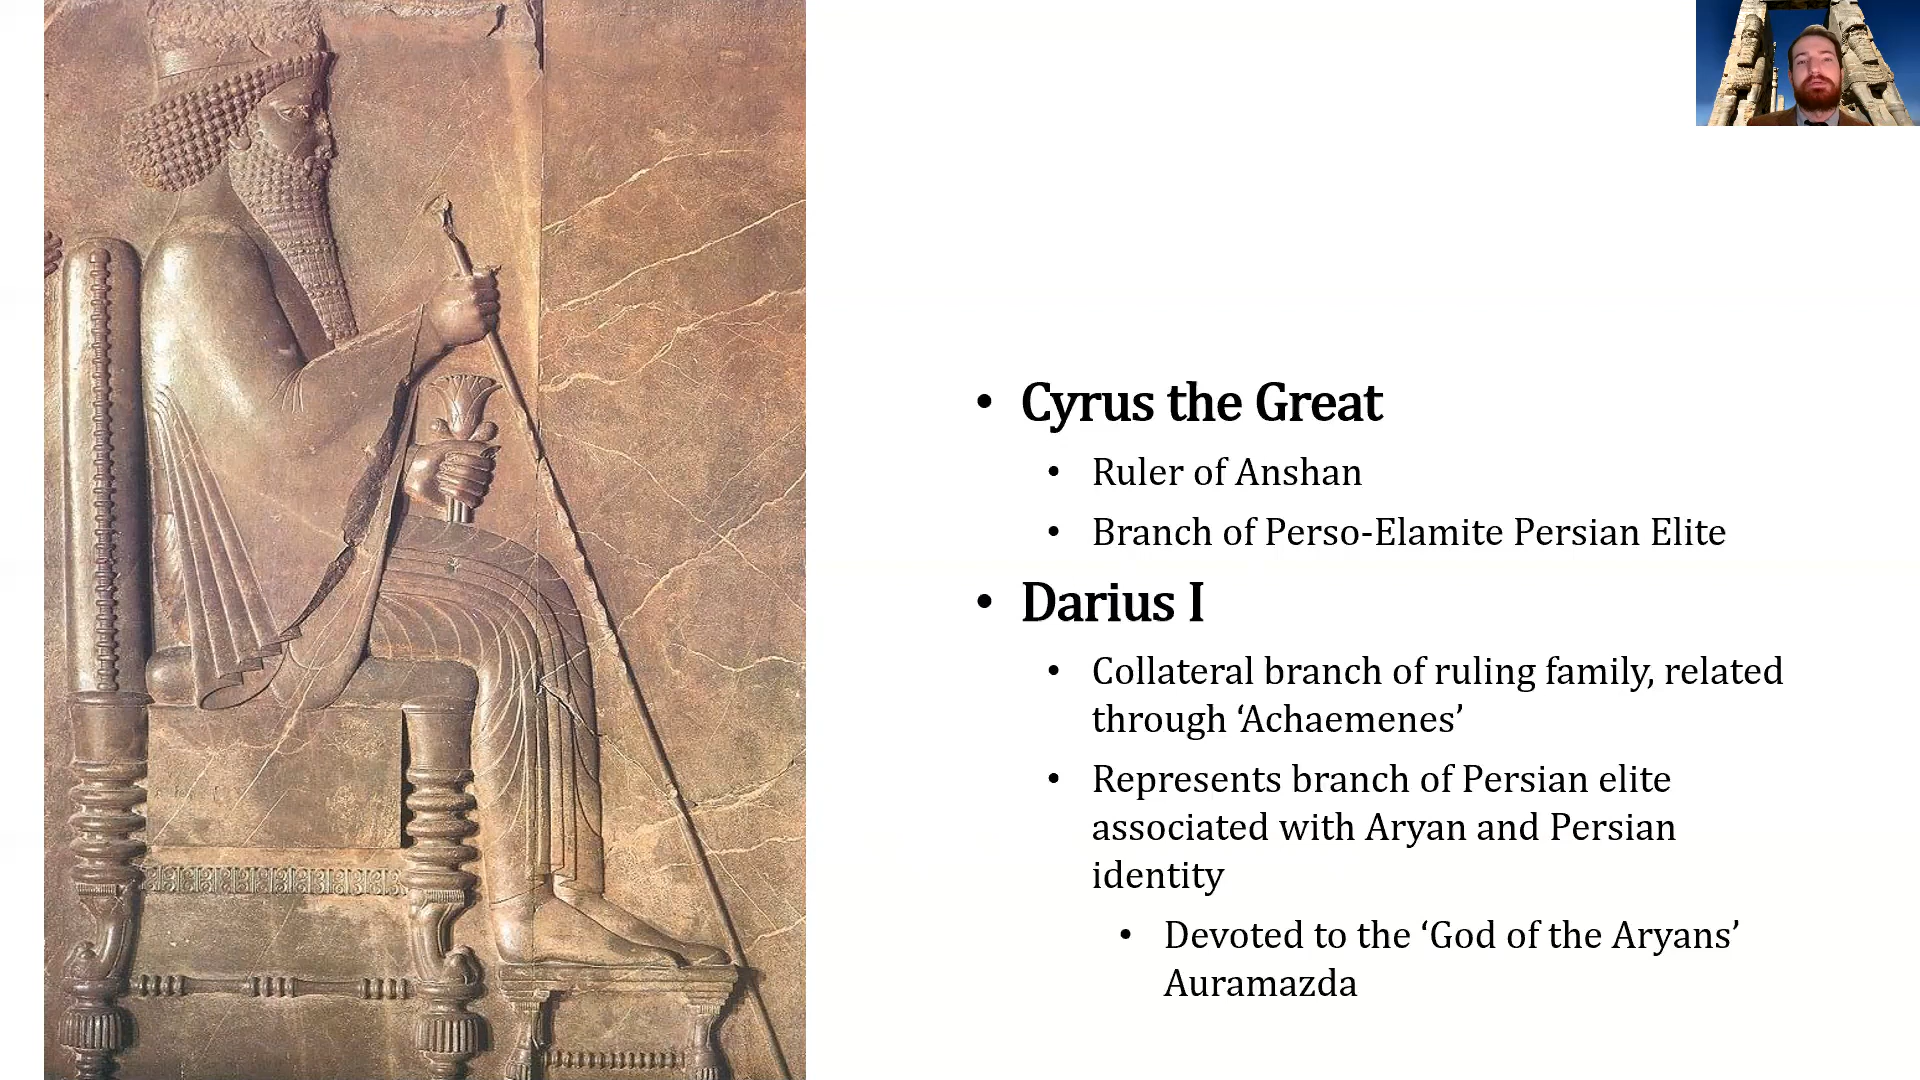 • Cyrus the Great
• Ruler of Anshan
• Branch of Perso-Elamite Persian Elite
• Darius I
• Collateral branch of ruling family, related
through ‘Achaemenes’
• Represents branch of Persian elite
associated with Aryan and Persian
identity
• Devoted to the ‘God of the Aryans’
Auramazda